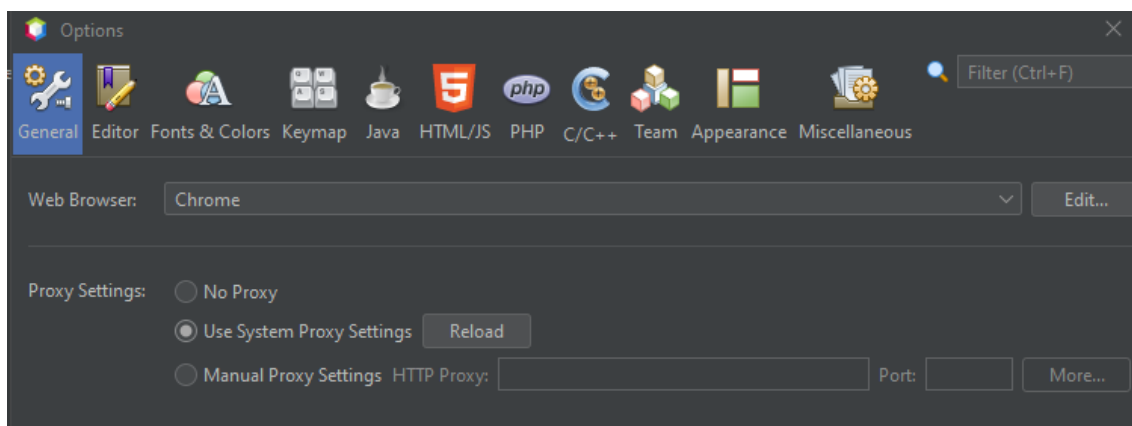 Options
Filter (Ctrl+F)
General Editor Fonts & Colors Keymap Java HTML/JS PHP C/C++ Team Appearance Miscellaneous
Web Browser: Chrome Edit...
Proxy Settings: No Proxy
Use System Proxy Settings Reload
Manual Proxy Settings HTTP Proxy: Port: More...